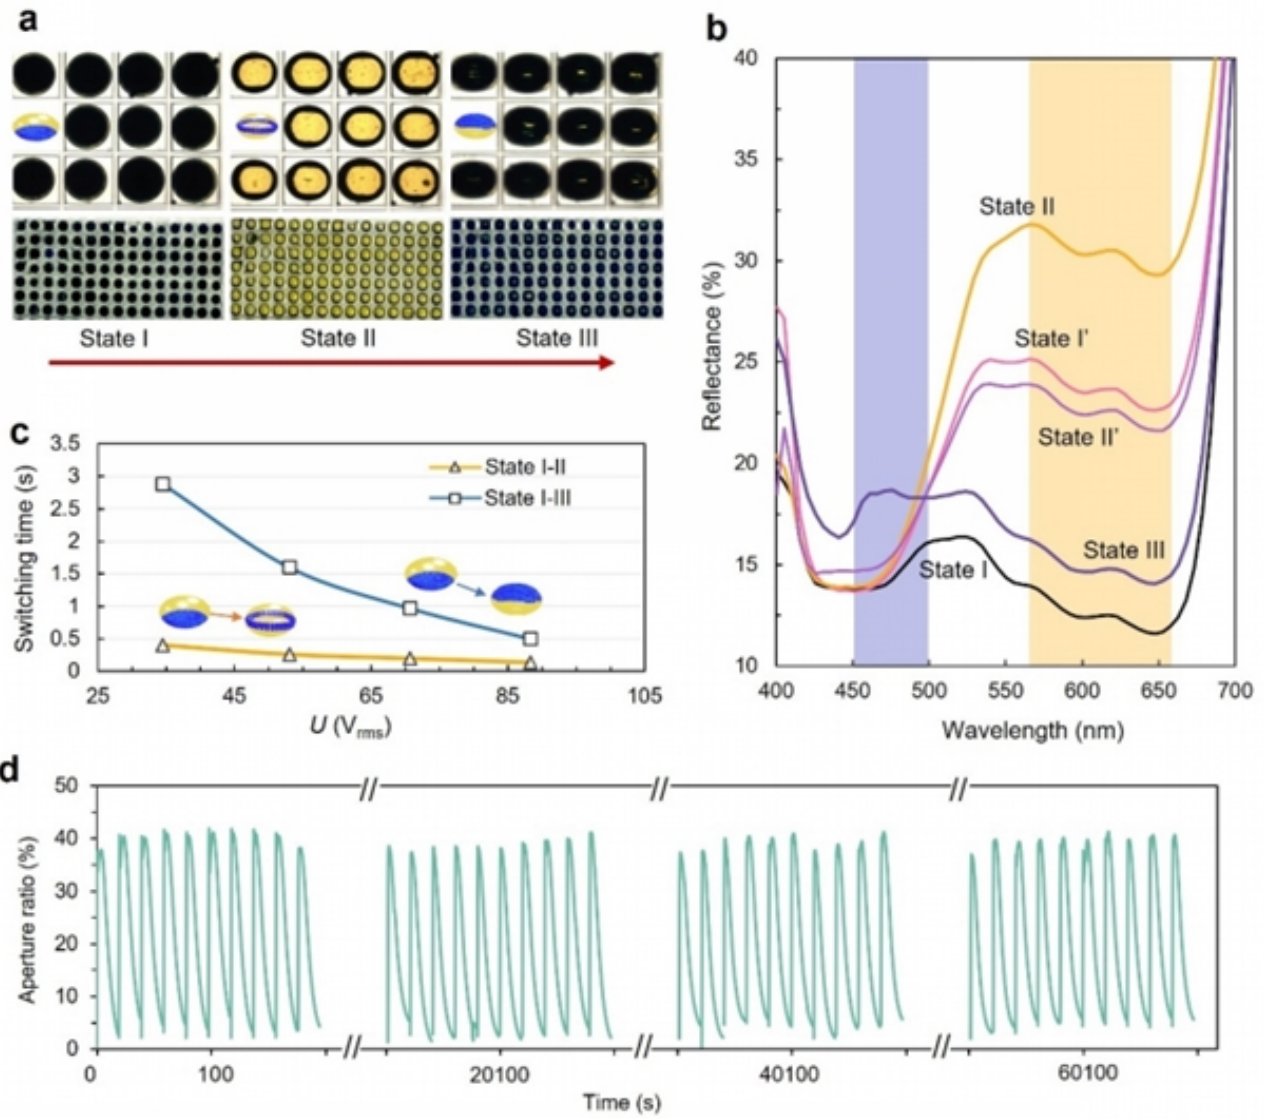 a
State I
State II
State III
b
40
35
30
25
20
15
10
Reflectance (%)
State II
State I'
State II'
State III
State I
400
450
500
550
600
650
700
Wavelength (nm)
c
3.5
3
2.5
2
1.5
1
0.5
0
Switching time (s)
State I-II
State I-III
25
45
65
85
105
U (Vrms)
d
50
40
30
20
10
0
Aperture ratio (%)
0
100
20100
40100
60100
Time (s)